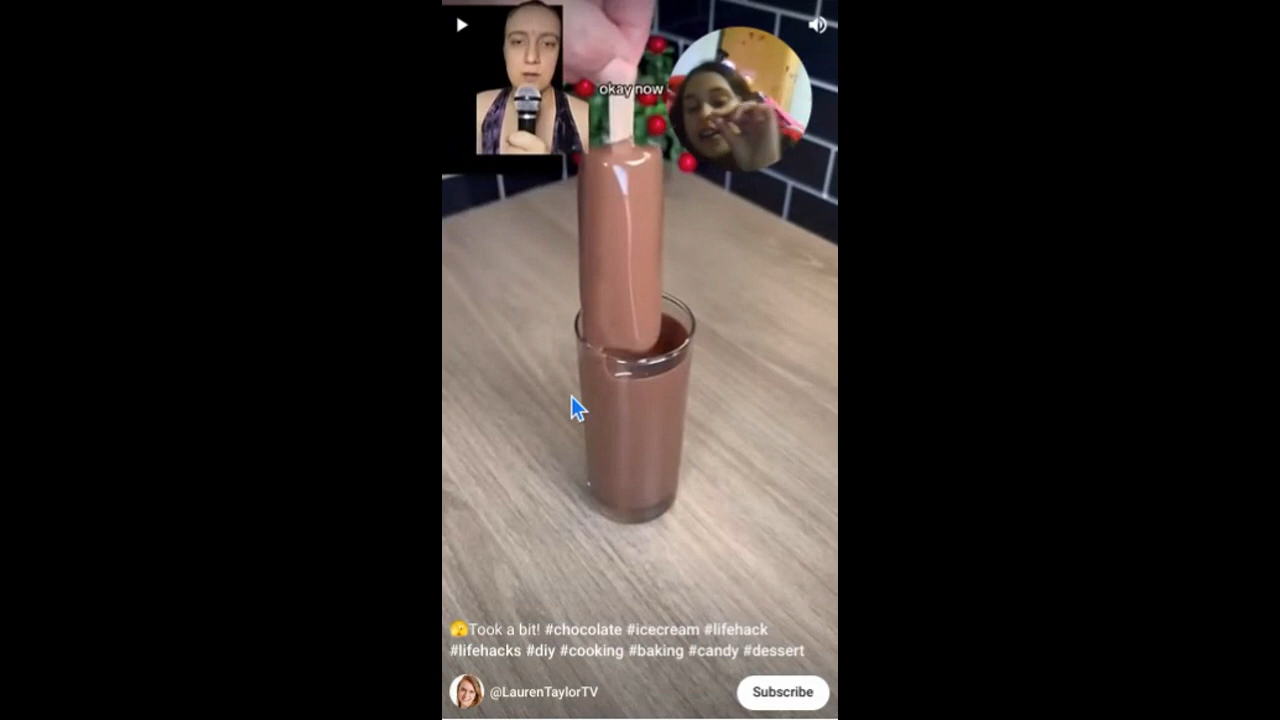 okay now
🫣Took a bit! #chocolate #icecream #lifehack
#lifehacks #diy #cooking #baking #candy #dessert
@LaurenTaylorTV
Subscribe